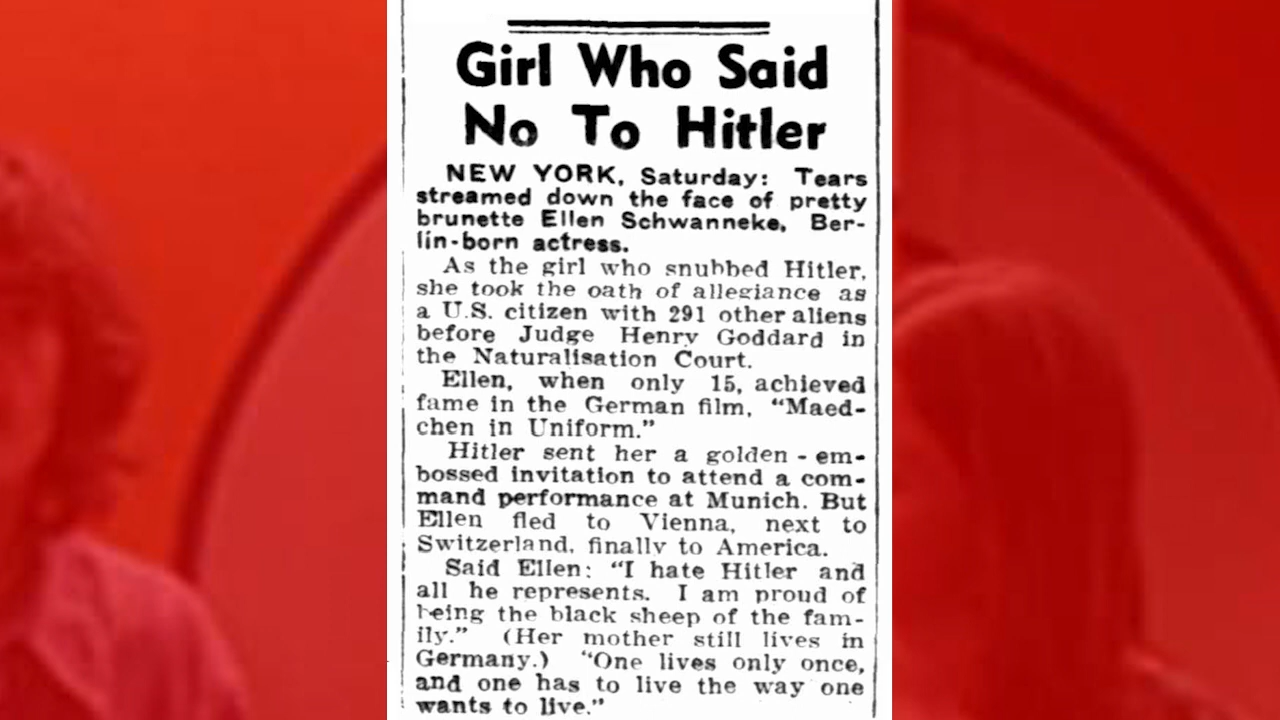 Girl Who Said
No To Hitler
NEW YORK, Saturday: Tears
streamed down the face of pretty
brunette Ellen Schwanneke, Ber-
lin-born actress.
As the girl who snubbed Hitler,
she took the oath of allegiance as
a U.S. citizen with 291 other aliens
before Judge Henry Goddard in
the Naturalisation Court.
Ellen, when only 15, achieved
fame in the German film, "Maed-
chen in Uniform."
Hitler sent her a golden - em-
bossed invitation to attend a com-
mand performance at Munich. But
Ellen fled to Vienna, next to
Switzerland, finally to America.
Said Ellen: "I hate Hitler and
all he represents. I am proud of
being the black sheep of the fam-
ily." (Her mother still lives in
Germany.) "One lives only once,
and one has to live the way one
wants to live."